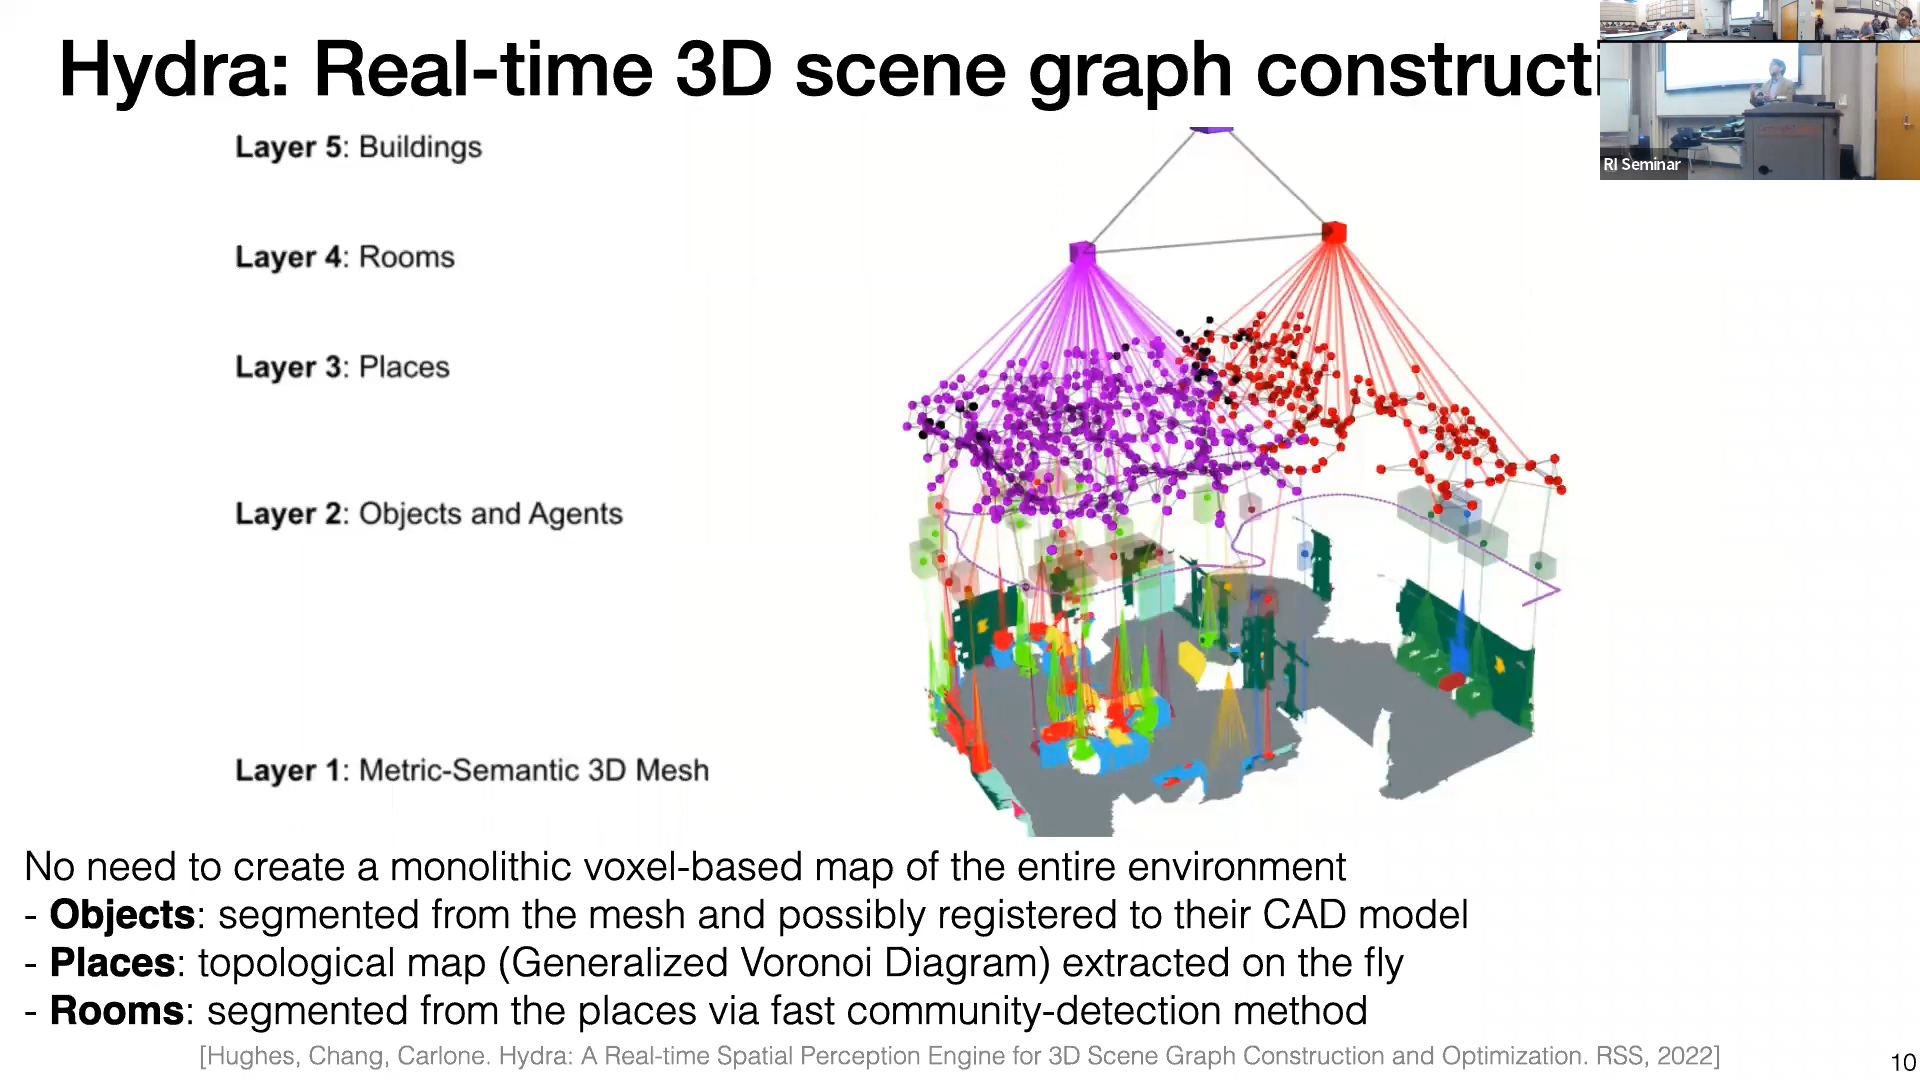 Hydra: Real-time 3D scene graph constructi
RI Seminar
Layer 5: Buildings
Layer 4: Rooms
Layer 3: Places
Layer 2: Objects and Agents
Layer 1: Metric-Semantic 3D Mesh
No need to create a monolithic voxel-based map of the entire environment
- Objects: segmented from the mesh and possibly registered to their CAD model
- Places: topological map (Generalized Voronoi Diagram) extracted on the fly
- Rooms: segmented from the places via fast community-detection method
[Hughes, Chang, Carlone. Hydra: A Real-time Spatial Perception Engine for 3D Scene Graph Construction and Optimization. RSS, 2022]
10